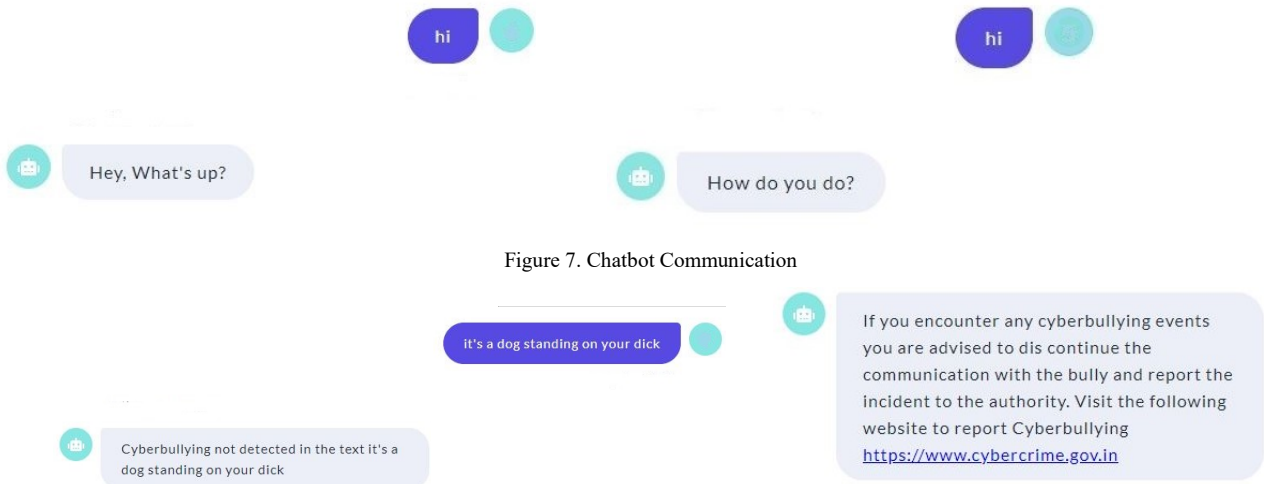 hi
hi
Hey, What's up?
How do you do?
Figure 7. Chatbot Communication
it's a dog standing on your dick
Cyberbullying not detected in the text it's a
dog standing on your dick
If you encounter any cyberbullying events
you are advised to dis continue the
communication with the bully and report the
incident to the authority. Visit the following
website to report Cyberbullying
https://www.cybercrime.gov.in